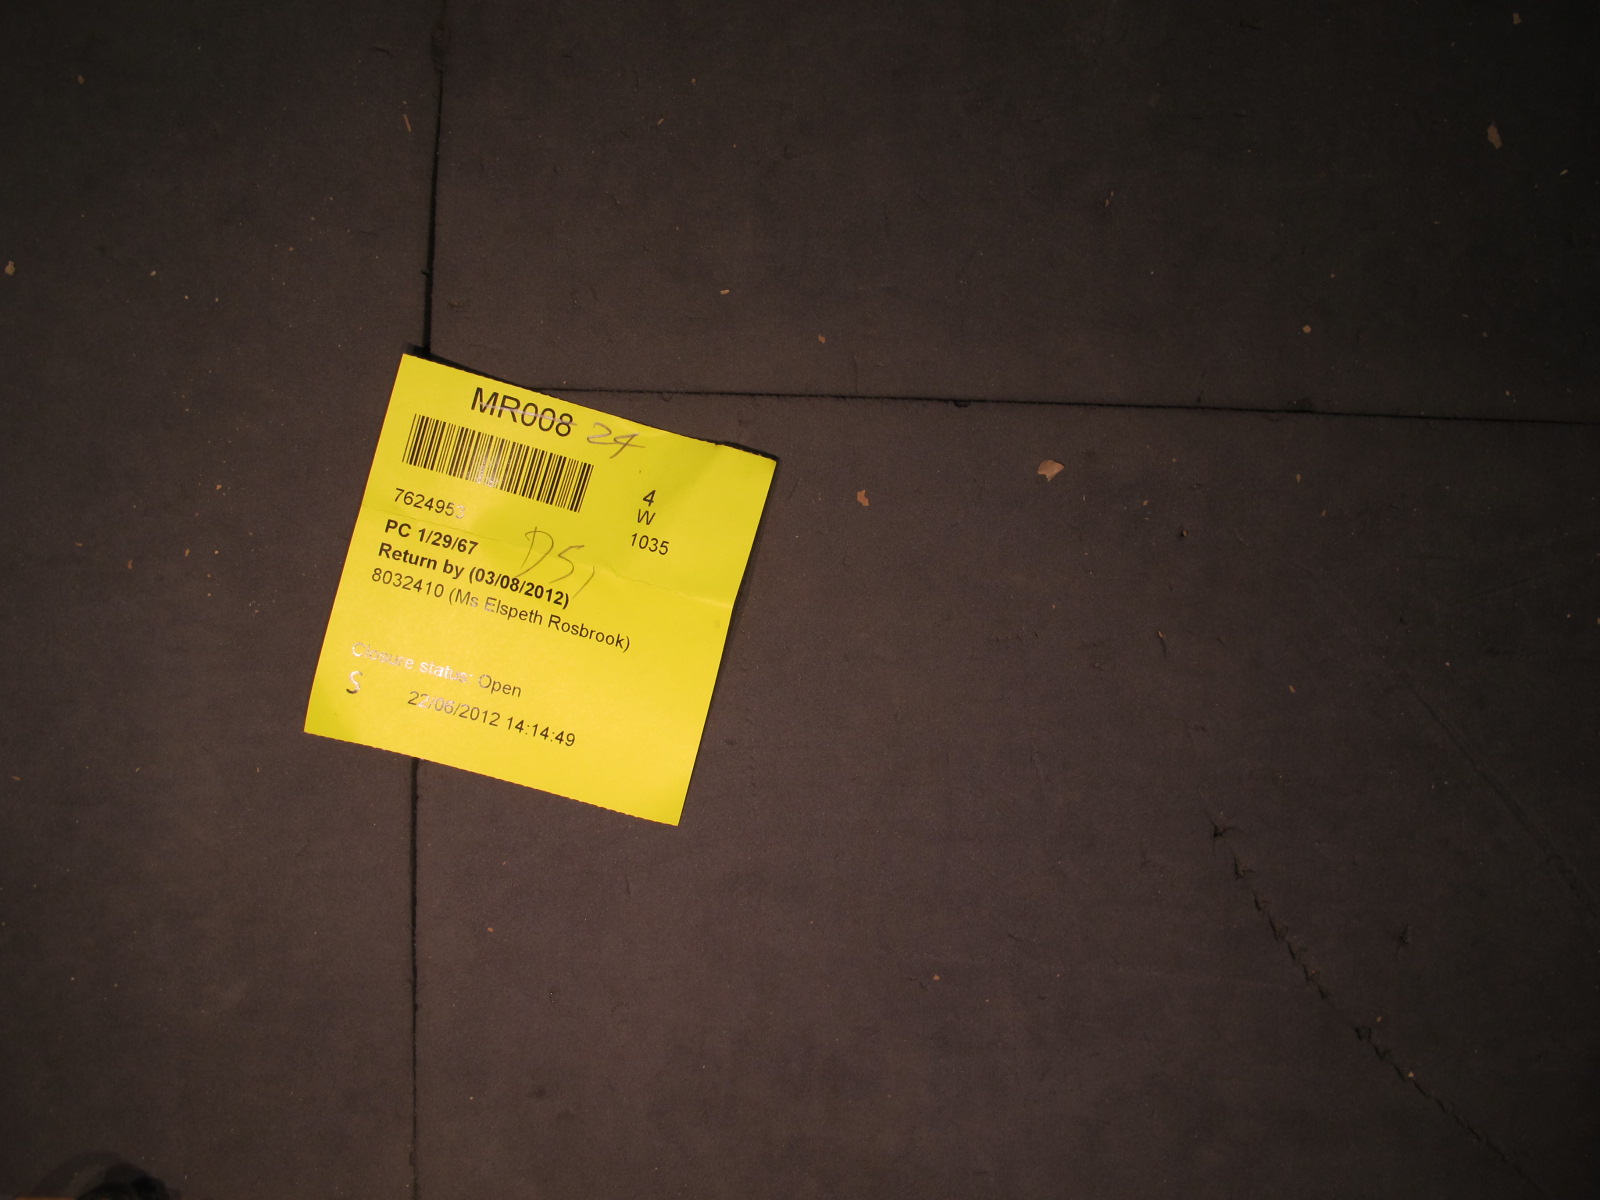 MR008 24
4
W
1035
7624953
DS1
PC 1/29/67
Return by (03/08/2012)
8032410 (Ms Elspeth Rosbrook)
Closure status: Open
S 22/06/2012 14:14:49